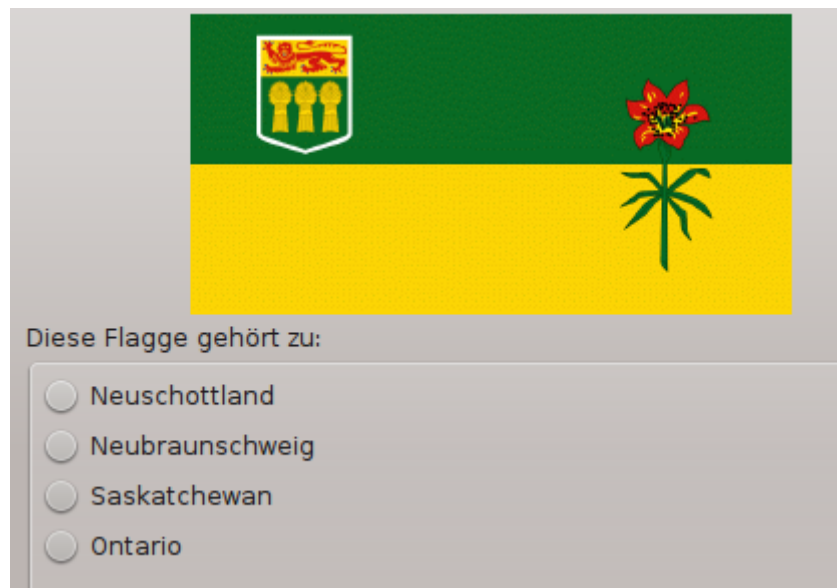 Diese Flagge gehört zu:
Neuschottland
Neubraunschweig
Saskatchewan
Ontario